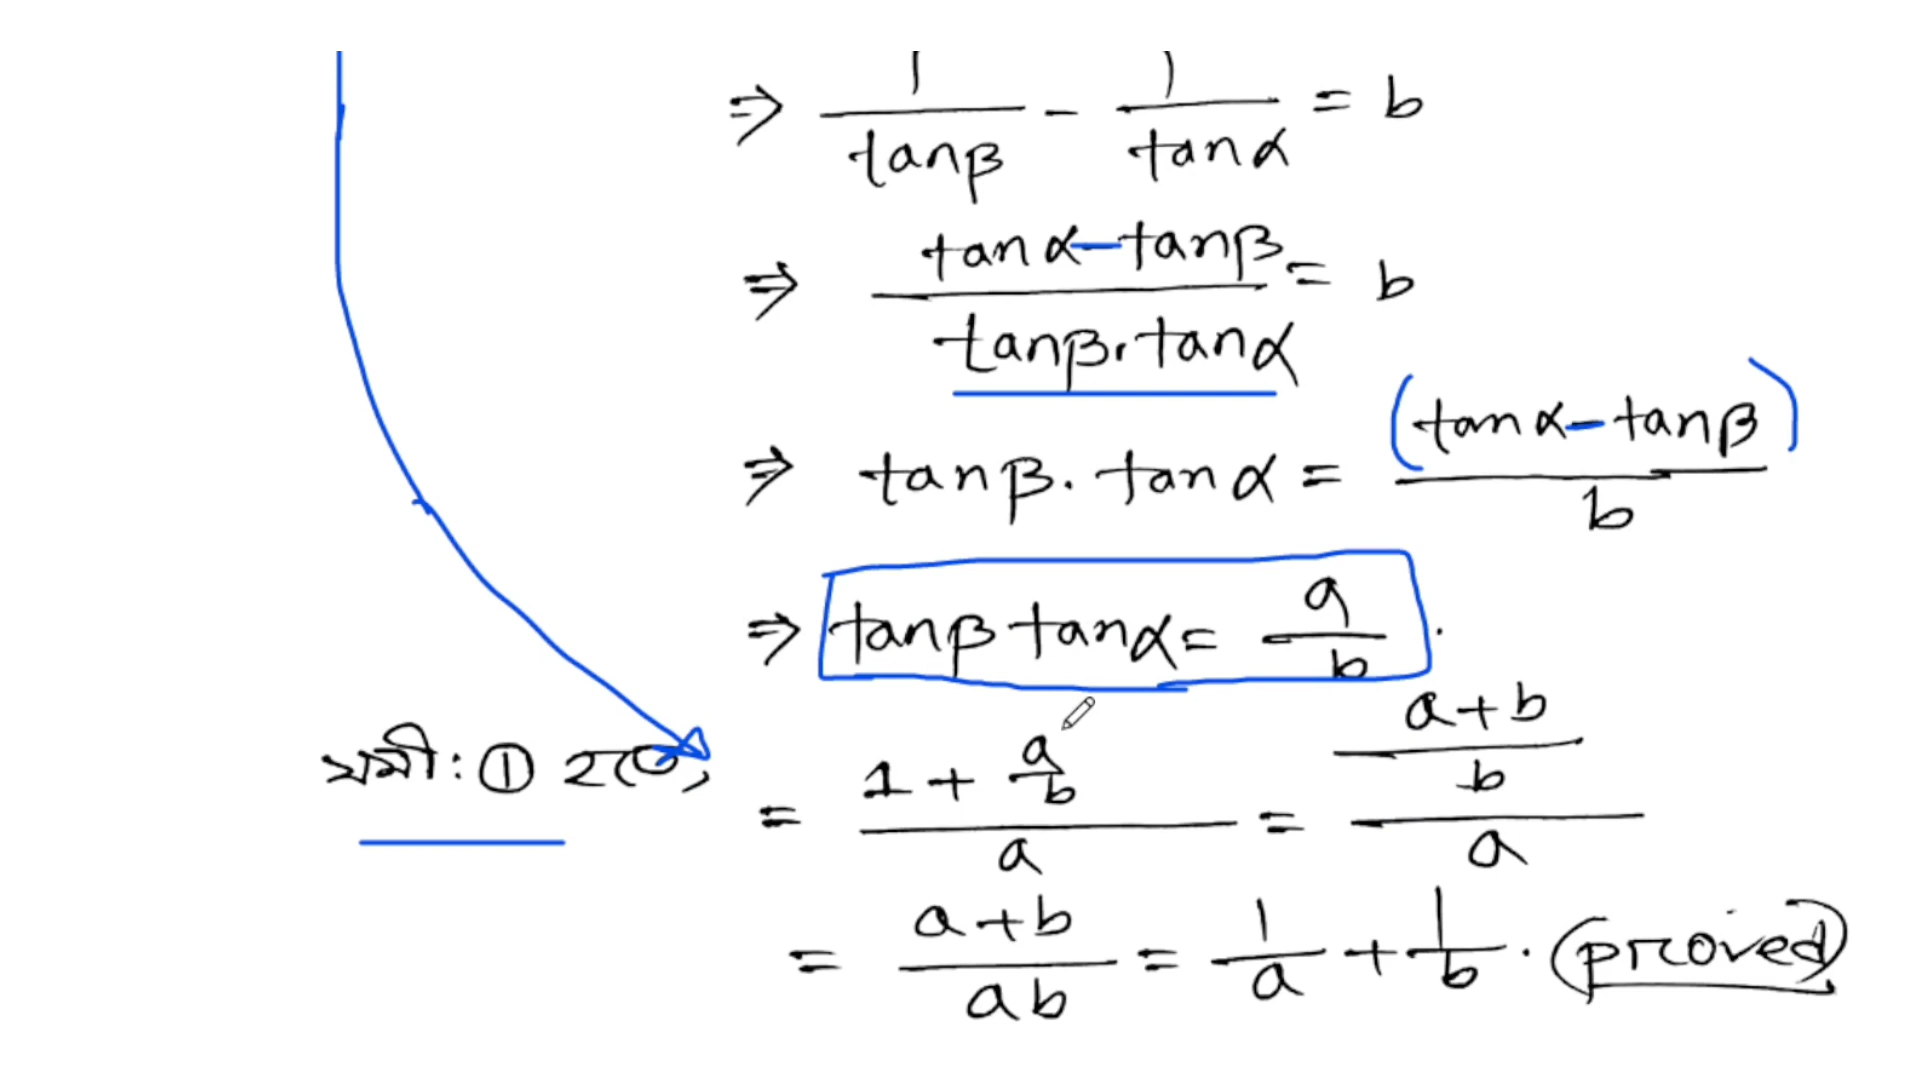 ⇒ 1/tanβ - 1/tanα = b
⇒ (tanα - tanβ)/(tanβ. tanα) = b
⇒ tanβ. tanα = (tanα - tanβ)/b
⇒ tanβ tanα = a/b.
সমী: ① হতে, = (1 + a/b)/a = ((a+b)/b)/a
= (a+b)/(ab) = 1/a + 1/b. (proved)